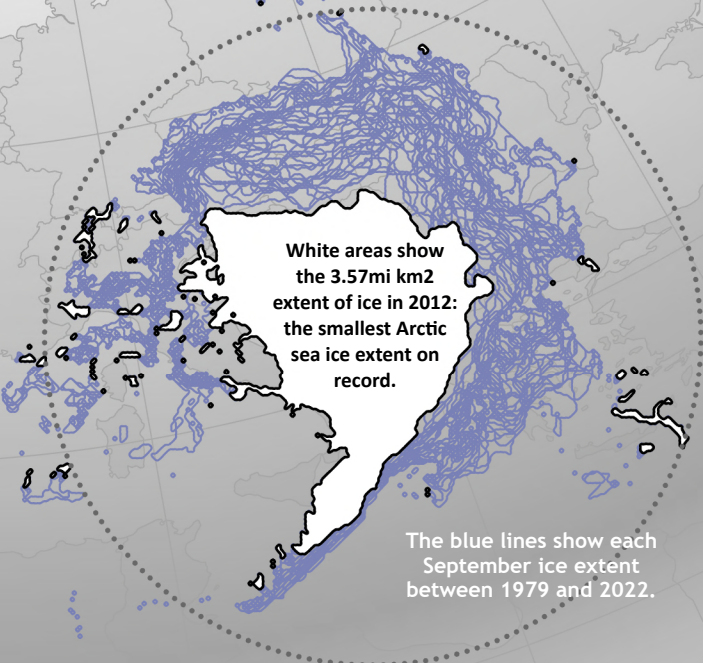 White areas show
the 3.57mi km2
extent of ice in 2012:
the smallest Arctic
sea ice extent on
record.
The blue lines show each
September ice extent
between 1979 and 2022.